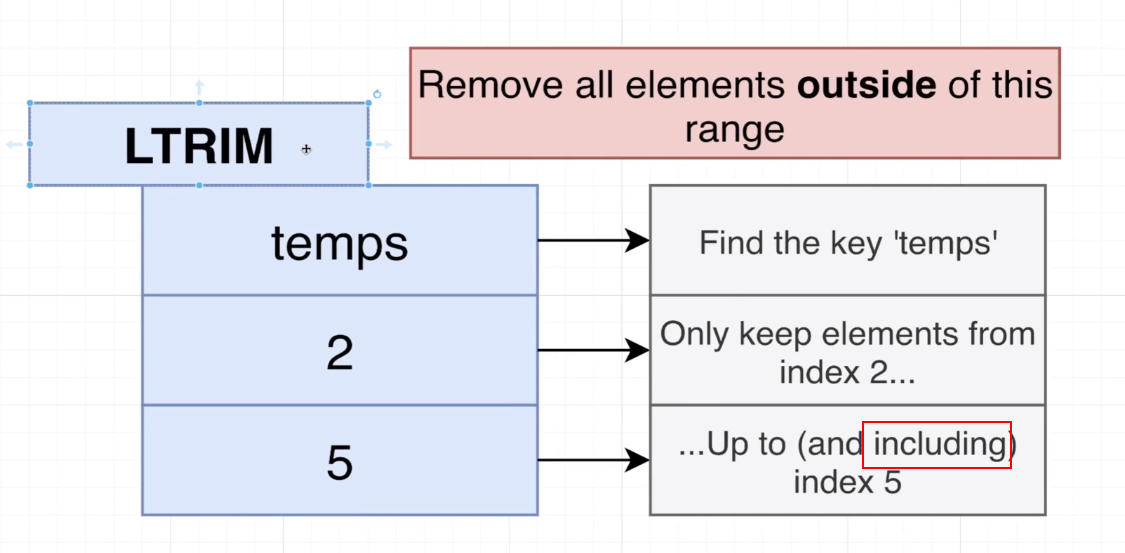 Remove all elements outside of this
range
LTRIM
temps
Find the key 'temps'
2
Only keep elements from
index 2...
5
...Up to (and including)
index 5